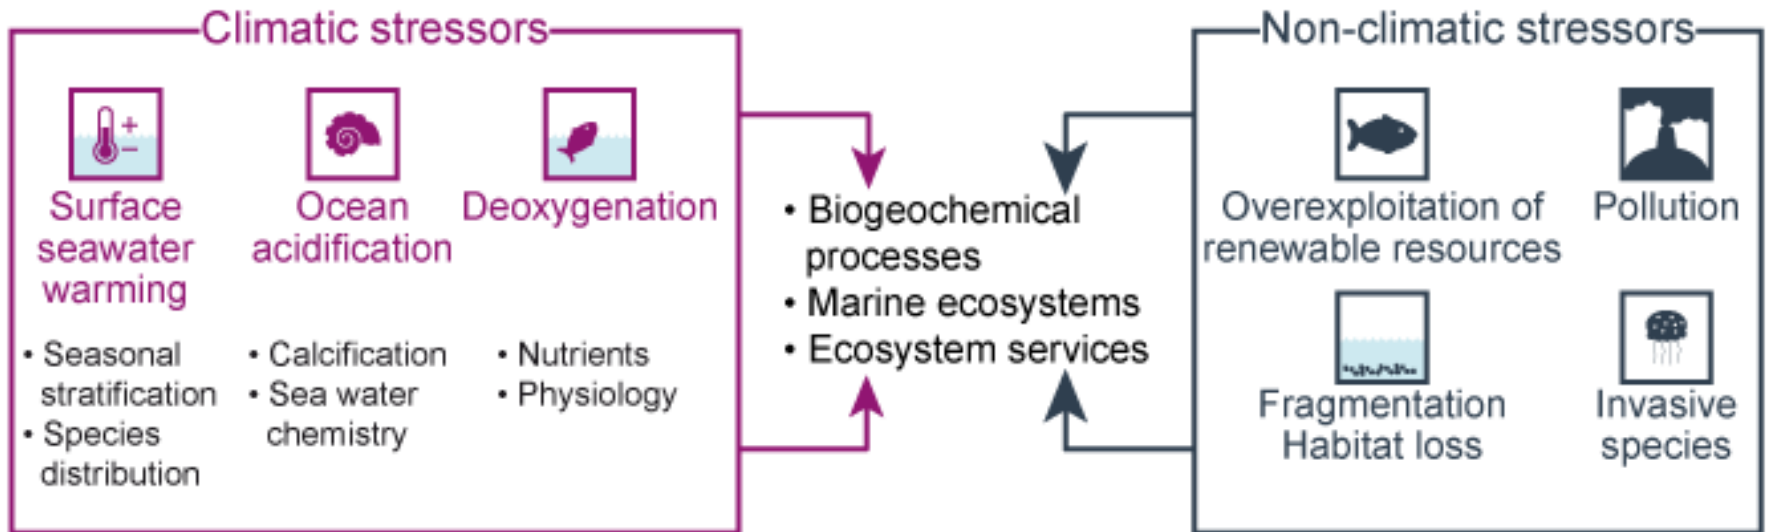 Climatic stressors
Surface
seawater
warming
• Seasonal
stratification
• Species
distribution
Ocean
acidification
• Calcification
• Sea water
chemistry
Deoxygenation
• Nutrients
• Physiology
• Biogeochemical
processes
• Marine ecosystems
• Ecosystem services
Non-climatic stressors
Overexploitation of
renewable resources
Pollution
Fragmentation
Habitat loss
Invasive
species